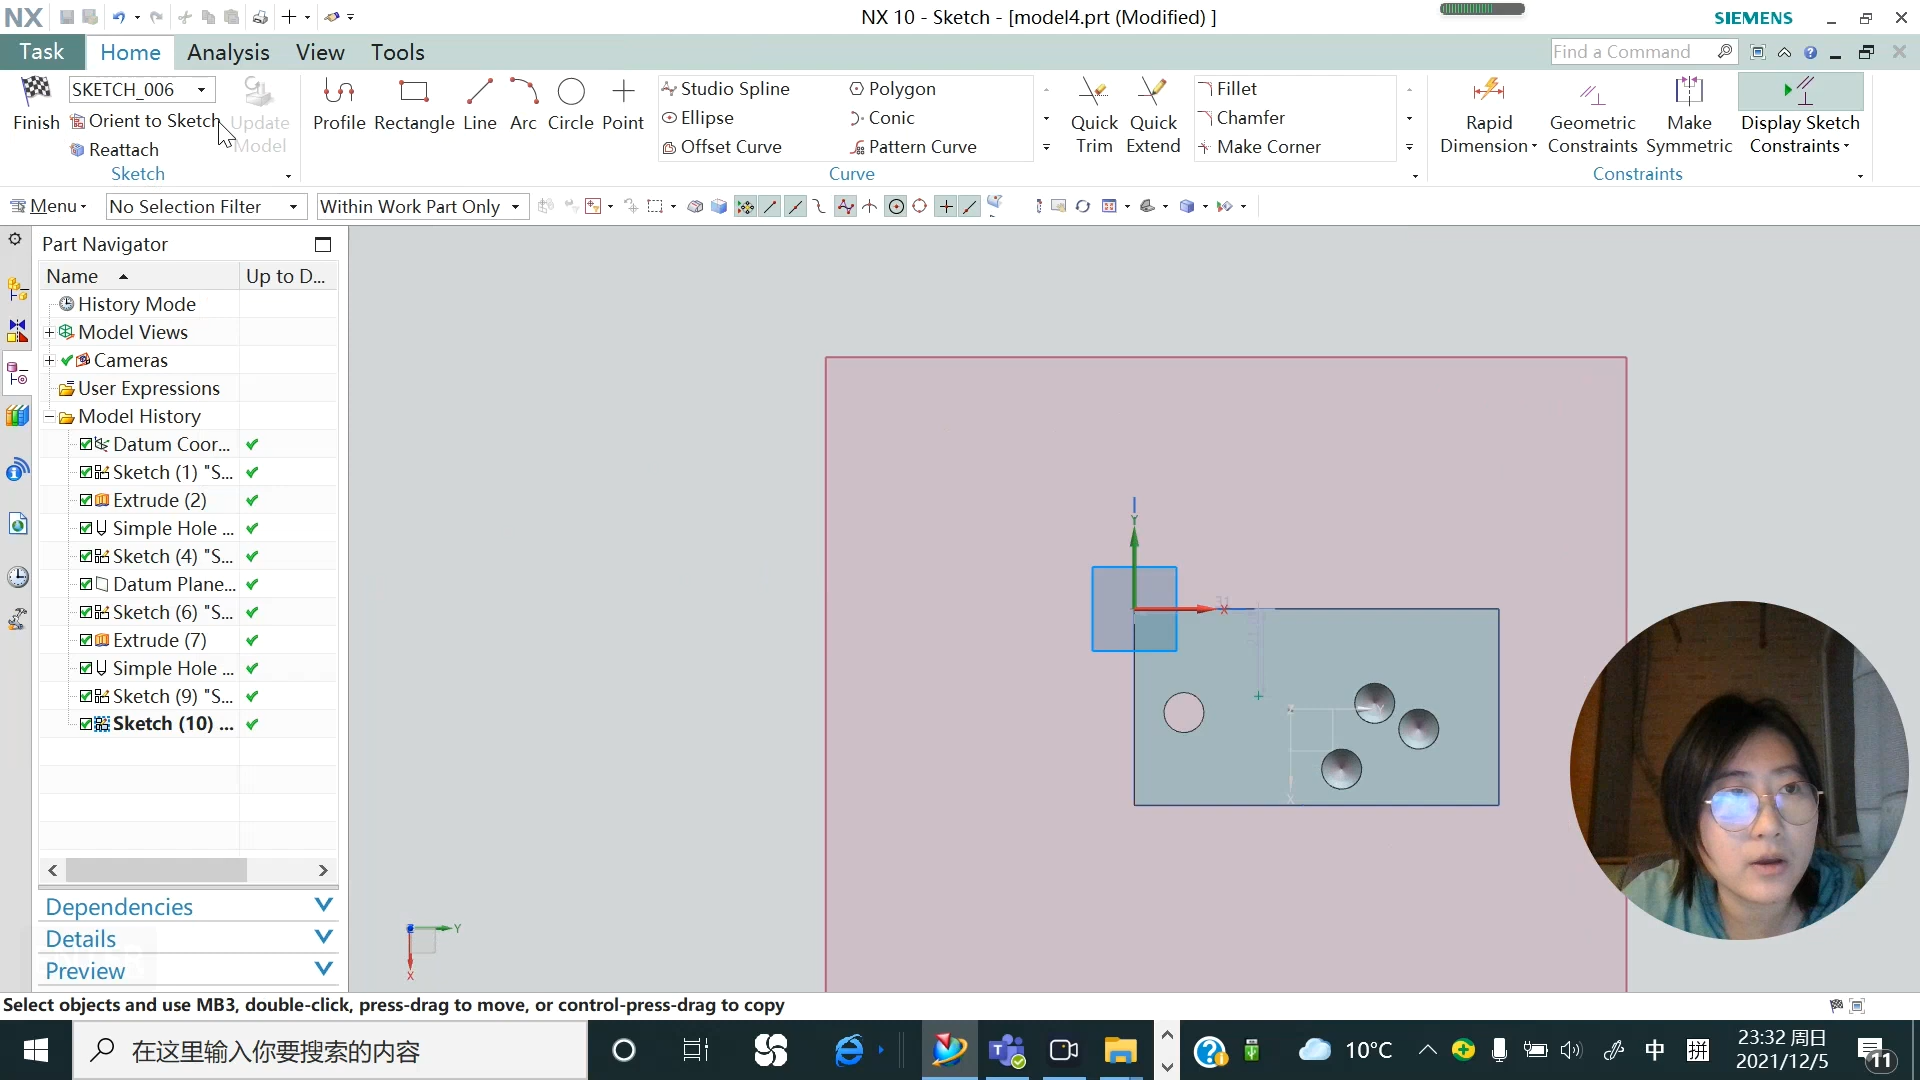 NX
NX 10 - Sketch - [model4.prt (Modified) ]
SIEMENS
Task
Home
Analysis
View
Tools
Find a Command
Finish
SKETCH_006
Orient to Sketch
Reattach
Update Model
Sketch
Profile
Rectangle
Line
Arc
Circle
Point
Studio Spline
Ellipse
Offset Curve
Polygon
Conic
Pattern Curve
Curve
Quick Trim
Quick Extend
Fillet
Chamfer
Make Corner
Rapid Dimension
Geometric Constraints
Make Symmetric
Display Sketch Constraints
Constraints
Menu
No Selection Filter
Within Work Part Only
Part Navigator
Name
Up to D...
History Mode
Model Views
Cameras
User Expressions
Model History
Datum Coor...
Sketch (1) "S...
Extrude (2)
Simple Hole ...
Sketch (4) "S...
Datum Plane...
Sketch (6) "S...
Extrude (7)
Simple Hole ...
Sketch (9) "S...
Sketch (10) ...
Dependencies
Details
Preview
Y
X
Y
X
Y
X
Select objects and use MB3, double-click, press-drag to move, or control-press-drag to copy
在这里输入你要搜索的内容
10°C
中
拼
23:32 周日
2021/12/5
11